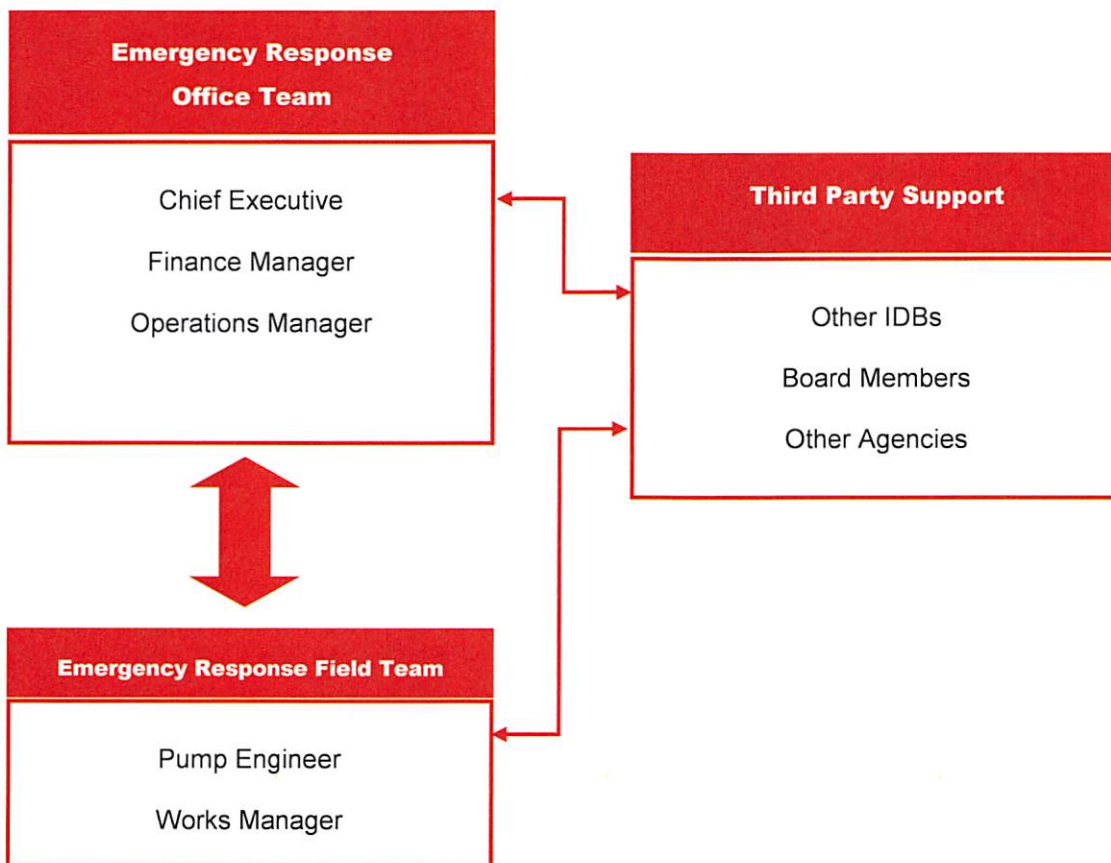 Emergency Response
Office Team
Chief Executive
Finance Manager
Operations Manager
Third Party Support
Other IDBs
Board Members
Other Agencies
Emergency Response Field Team
Pump Engineer
Works Manager